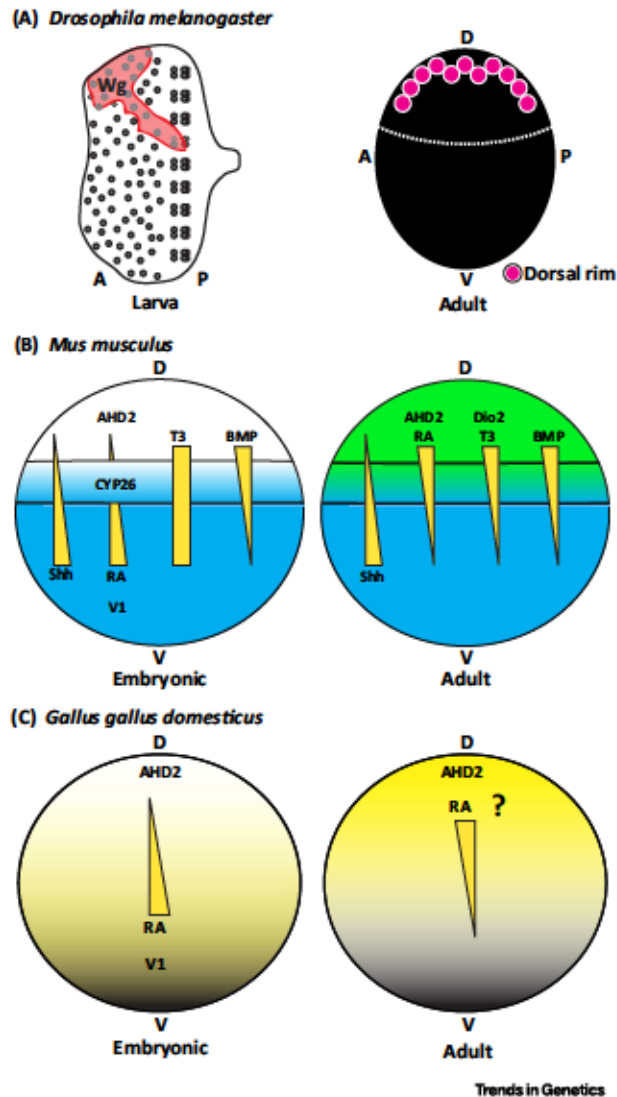 (A) Drosophila melanogaster
D
Wg
A P
A P
Larva
V
Dorsal rim
Adult
(B) Mus musculus
D D
AHD2 T3 BMP
AHD2 Dio2
RA T3 BMP
CYP26
Shh RA
Shh
V1
V V
Embryonic Adult
(C) Gallus gallus domesticus
D D
AHD2 AHD2
RA ?
RA
V1
V V
Embryonic Adult
Trends in Genetics